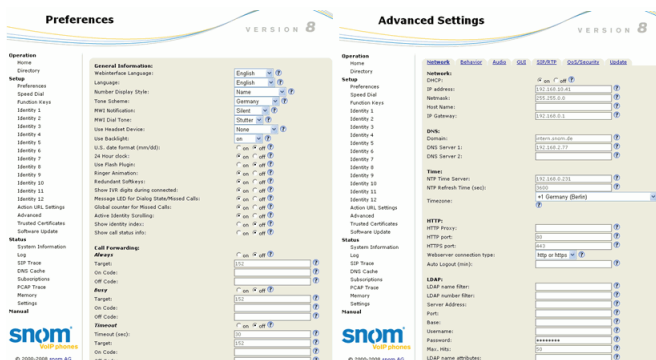 Preferences
VERSION 8
Operation
Home
Directory
Setup
Preferences
Speed Dial
Function Keys
Identity 1
Identity 2
Identity 3
Identity 4
Identity 5
Identity 6
Identity 7
Identity 8
Identity 9
Identity 10
Identity 11
Identity 12
Action URL Settings
Advanced
Trusted Certificates
Software Update
Status
System Information
Log
SIP Trace
DNS Cache
Subscriptions
PCAP Trace
Memory
Settings
Manual
snom
VoIP phones
© 2000-2008 snom AG
General Information:
Webinterface Language: English
Language: English
Number Display Style: Name
Tone Scheme: Germany
MWI Notification: Silent
MWI Dial Tone: Stutter
Use Headset Device: None
Use Backlight: on
U.S. date format (mm/dd): on off
24 Hour clock: on off
Use Flash Plugin: on off
Ringer Animation: on off
Redundant Softkeys: on off
Show IVR digits during connected: on off
Message LED for Dialog State/Missed Calls: on off
Global counter for Missed Calls: on off
Active Identity Scrolling: on off
Show identity index: on off
Show call status info: on off
Call Forwarding:
Always on off
Target: 152
On Code:
Off Code:
Busy on off
Target: 152
On Code:
Off Code:
Timeout on off
Timeout (sec): 30
Target: 152
On Code:
Advanced Settings
VERSION 8
Operation
Home
Directory
Setup
Preferences
Speed Dial
Function Keys
Identity 1
Identity 2
Identity 3
Identity 4
Identity 5
Identity 6
Identity 7
Identity 8
Identity 9
Identity 10
Identity 11
Identity 12
Action URL Settings
Advanced
Trusted Certificates
Software Update
Status
System Information
Log
SIP Trace
DNS Cache
Subscriptions
PCAP Trace
Memory
Settings
Manual
snom
VoIP phones
© 2000-2008 snom AG
Network Behavior Audio GUI SIP/RTP QoS/Security Update
Network:
DHCP: on off
IP address: 192.168.10.41
Netmask: 255.255.0.0
Host Name:
IP Gateway: 192.168.0.1
DNS:
Domain: intern.snom.de
DNS Server 1: 192.168.2.77
DNS Server 2:
Time:
NTP Time Server: 192.168.0.231
NTP Refresh Time (sec): 3600
Timezone: +1 Germany (Berlin)
HTTP:
HTTP Proxy:
HTTP port: 80
HTTPS port: 443
Webserver connection type: http or https
Auto Logout (min):
LDAP:
LDAP name filter:
LDAP number filter:
Server Address:
Port:
Base:
Username:
Password: ********
Max. Hits: 50
LDAP name attributes: